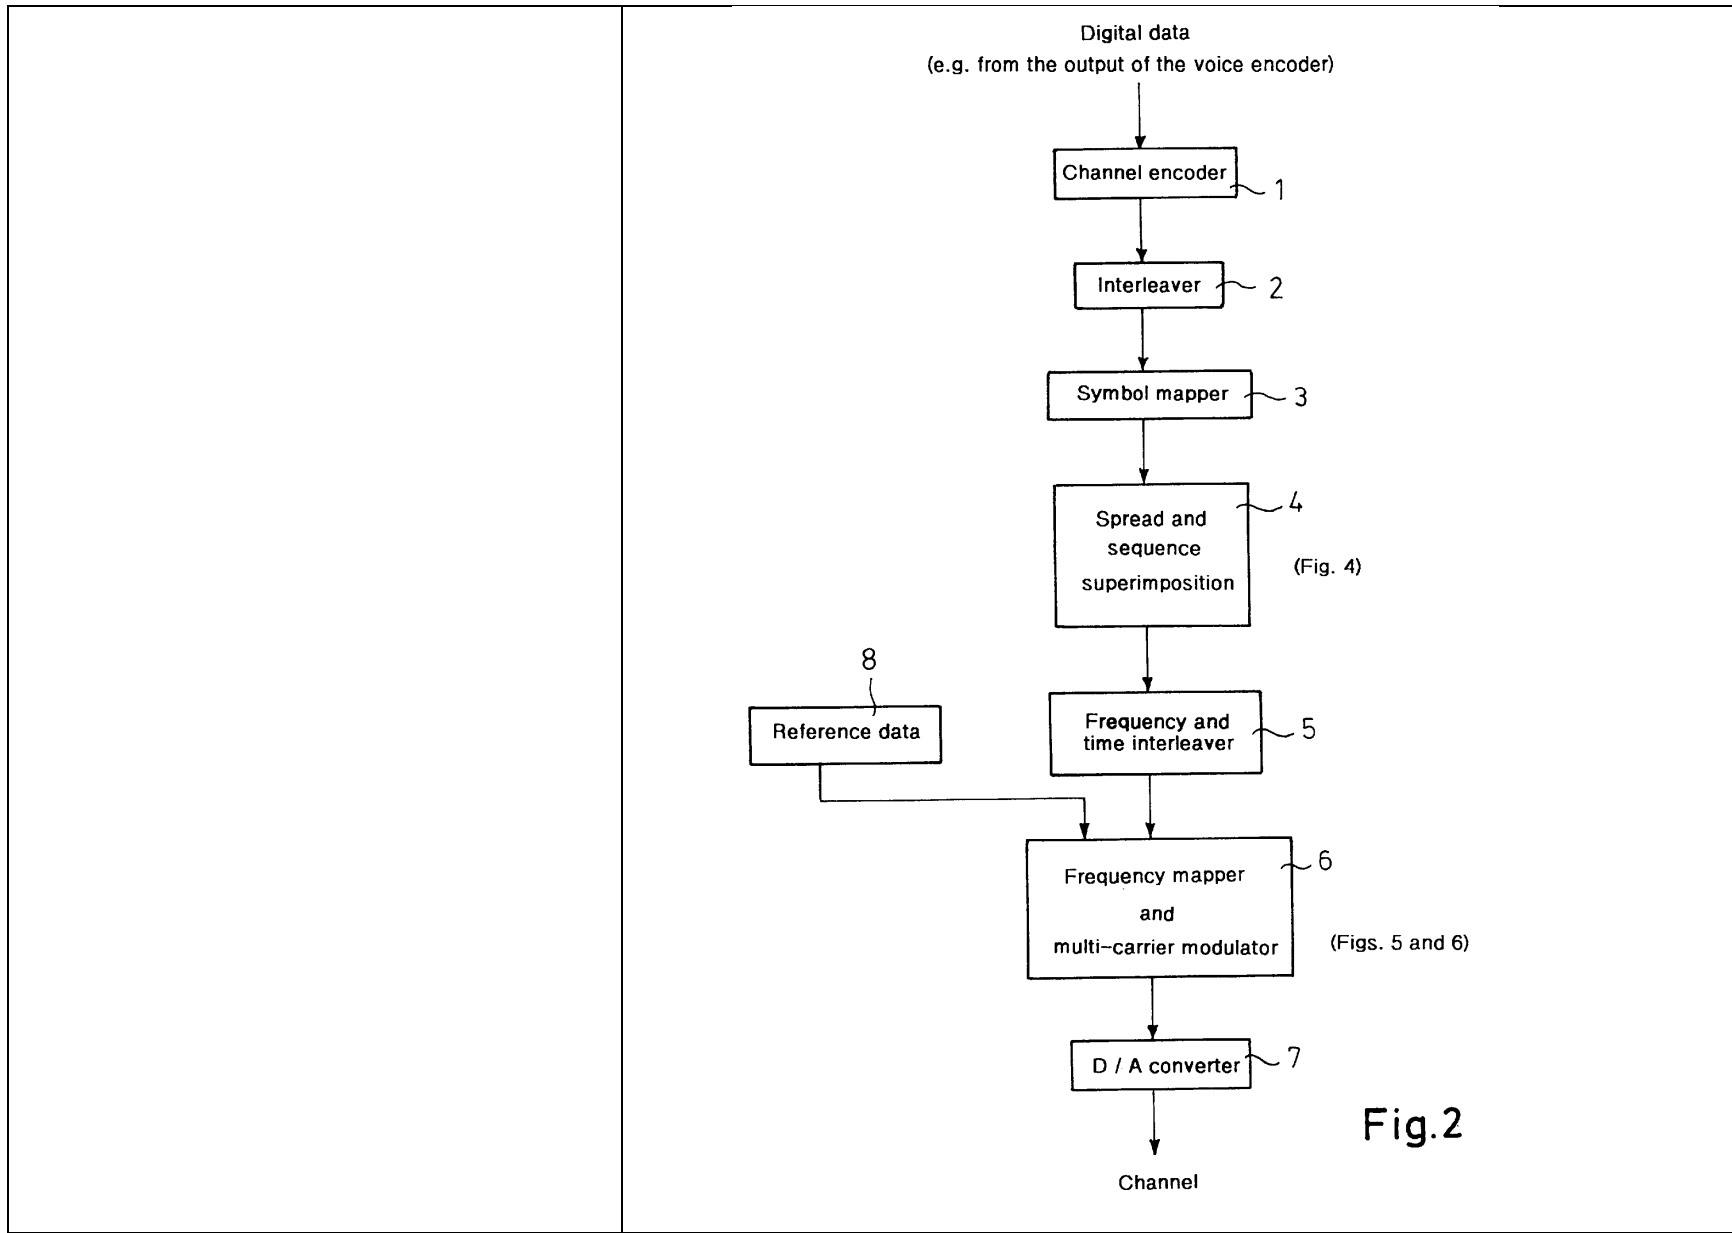 Digital data
(e.g. from the output of the voice encoder)
Channel encoder
1
Interleaver
2
Symbol mapper
3
Spread and
sequence
superimposition
4
(Fig. 4)
8
Reference data
Frequency and
time interleaver
5
Frequency mapper
and
multi-carrier modulator
6
(Figs. 5 and 6)
D / A converter
7
Fig.2
Channel